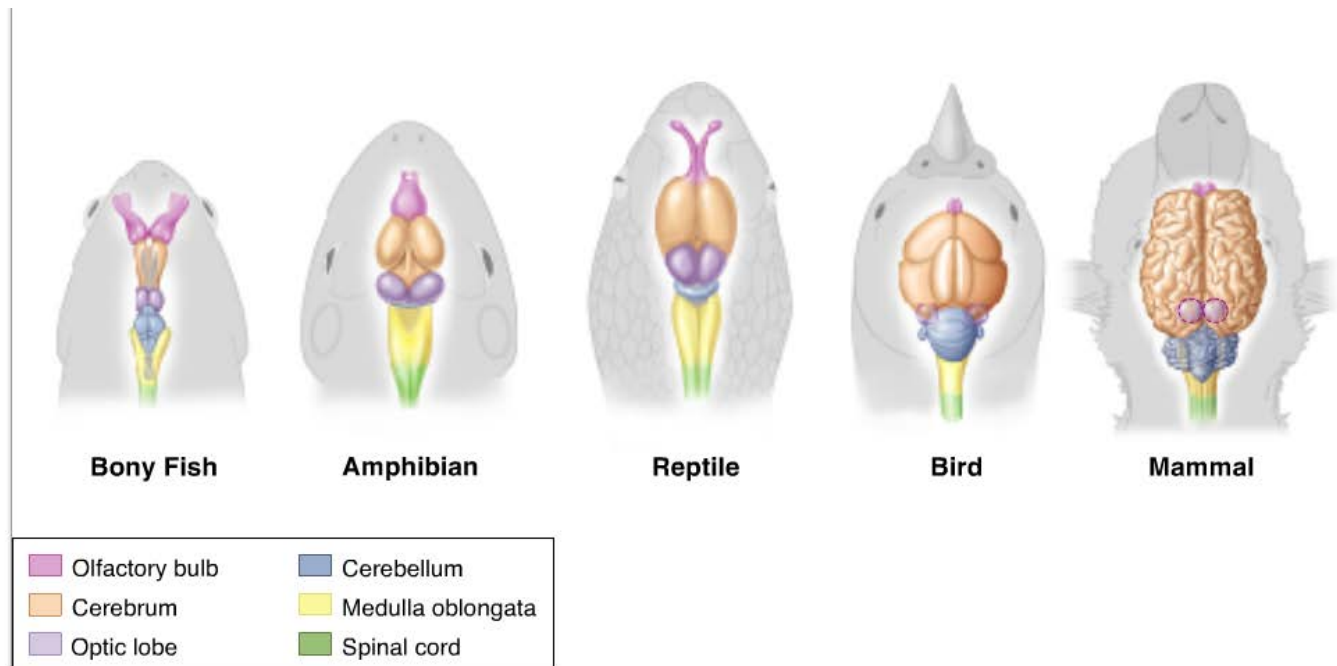 Bony Fish
Amphibian
Reptile
Bird
Mammal
Olfactory bulb
Cerebrum
Optic lobe
Cerebellum
Medulla oblongata
Spinal cord